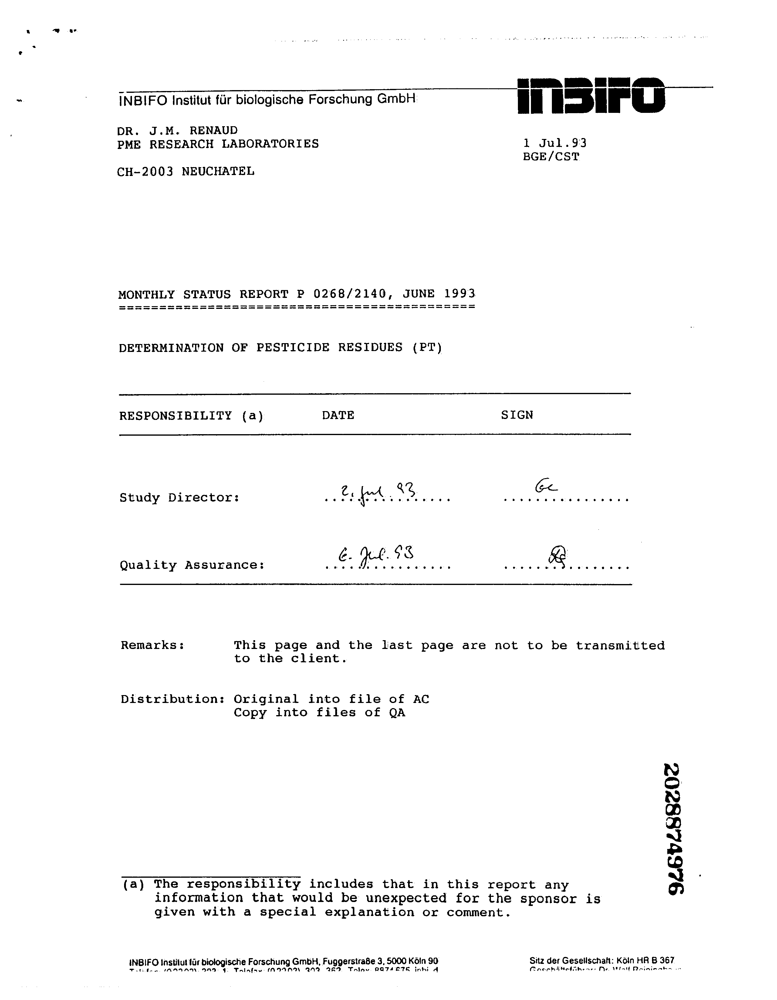 INBIFO Institut für biologische Forschung GmbH
INBIFO
DR. J.M. RENAUD
PME RESEARCH LABORATORIES
1 Jul.93
BGE/CST
CH-2003 NEUCHATEL
MONTHLY STATUS REPORT P 0268/2140, JUNE 1993
============================================
DETERMINATION OF PESTICIDE RESIDUES (PT)
RESPONSIBILITY (a) DATE SIGN
Study Director: 2. Jul. 93
Quality Assurance: 6. Jul. 93
Remarks: This page and the last page are not to be transmitted
to the client.
Distribution: Original into file of AC
Copy into files of QA
2028874976
(a) The responsibility includes that in this report any
information that would be unexpected for the sponsor is
given with a special explanation or comment.
INBIFO Institut für biologische Forschung GmbH, Fuggerstraße 3, 5000 Köln 90
Sitz der Gesellschaft: Köln HR B 367